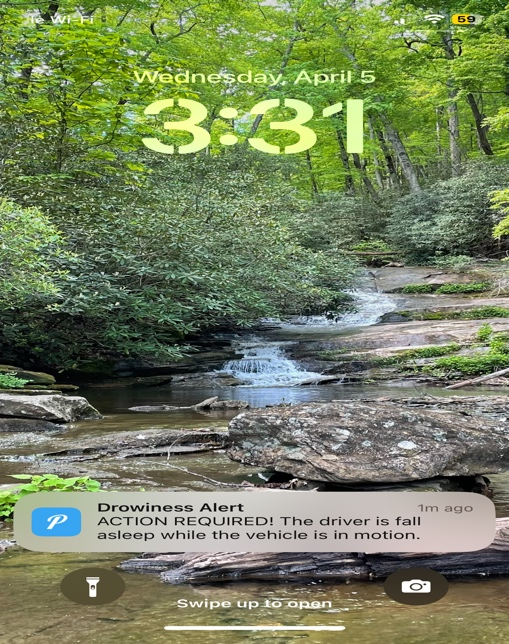 Wi-Fi
59
Wednesday, April 5
3:31
Drowiness Alert
1m ago
ACTION REQUIRED! The driver is fall
asleep while the vehicle is in motion.
Swipe up to open